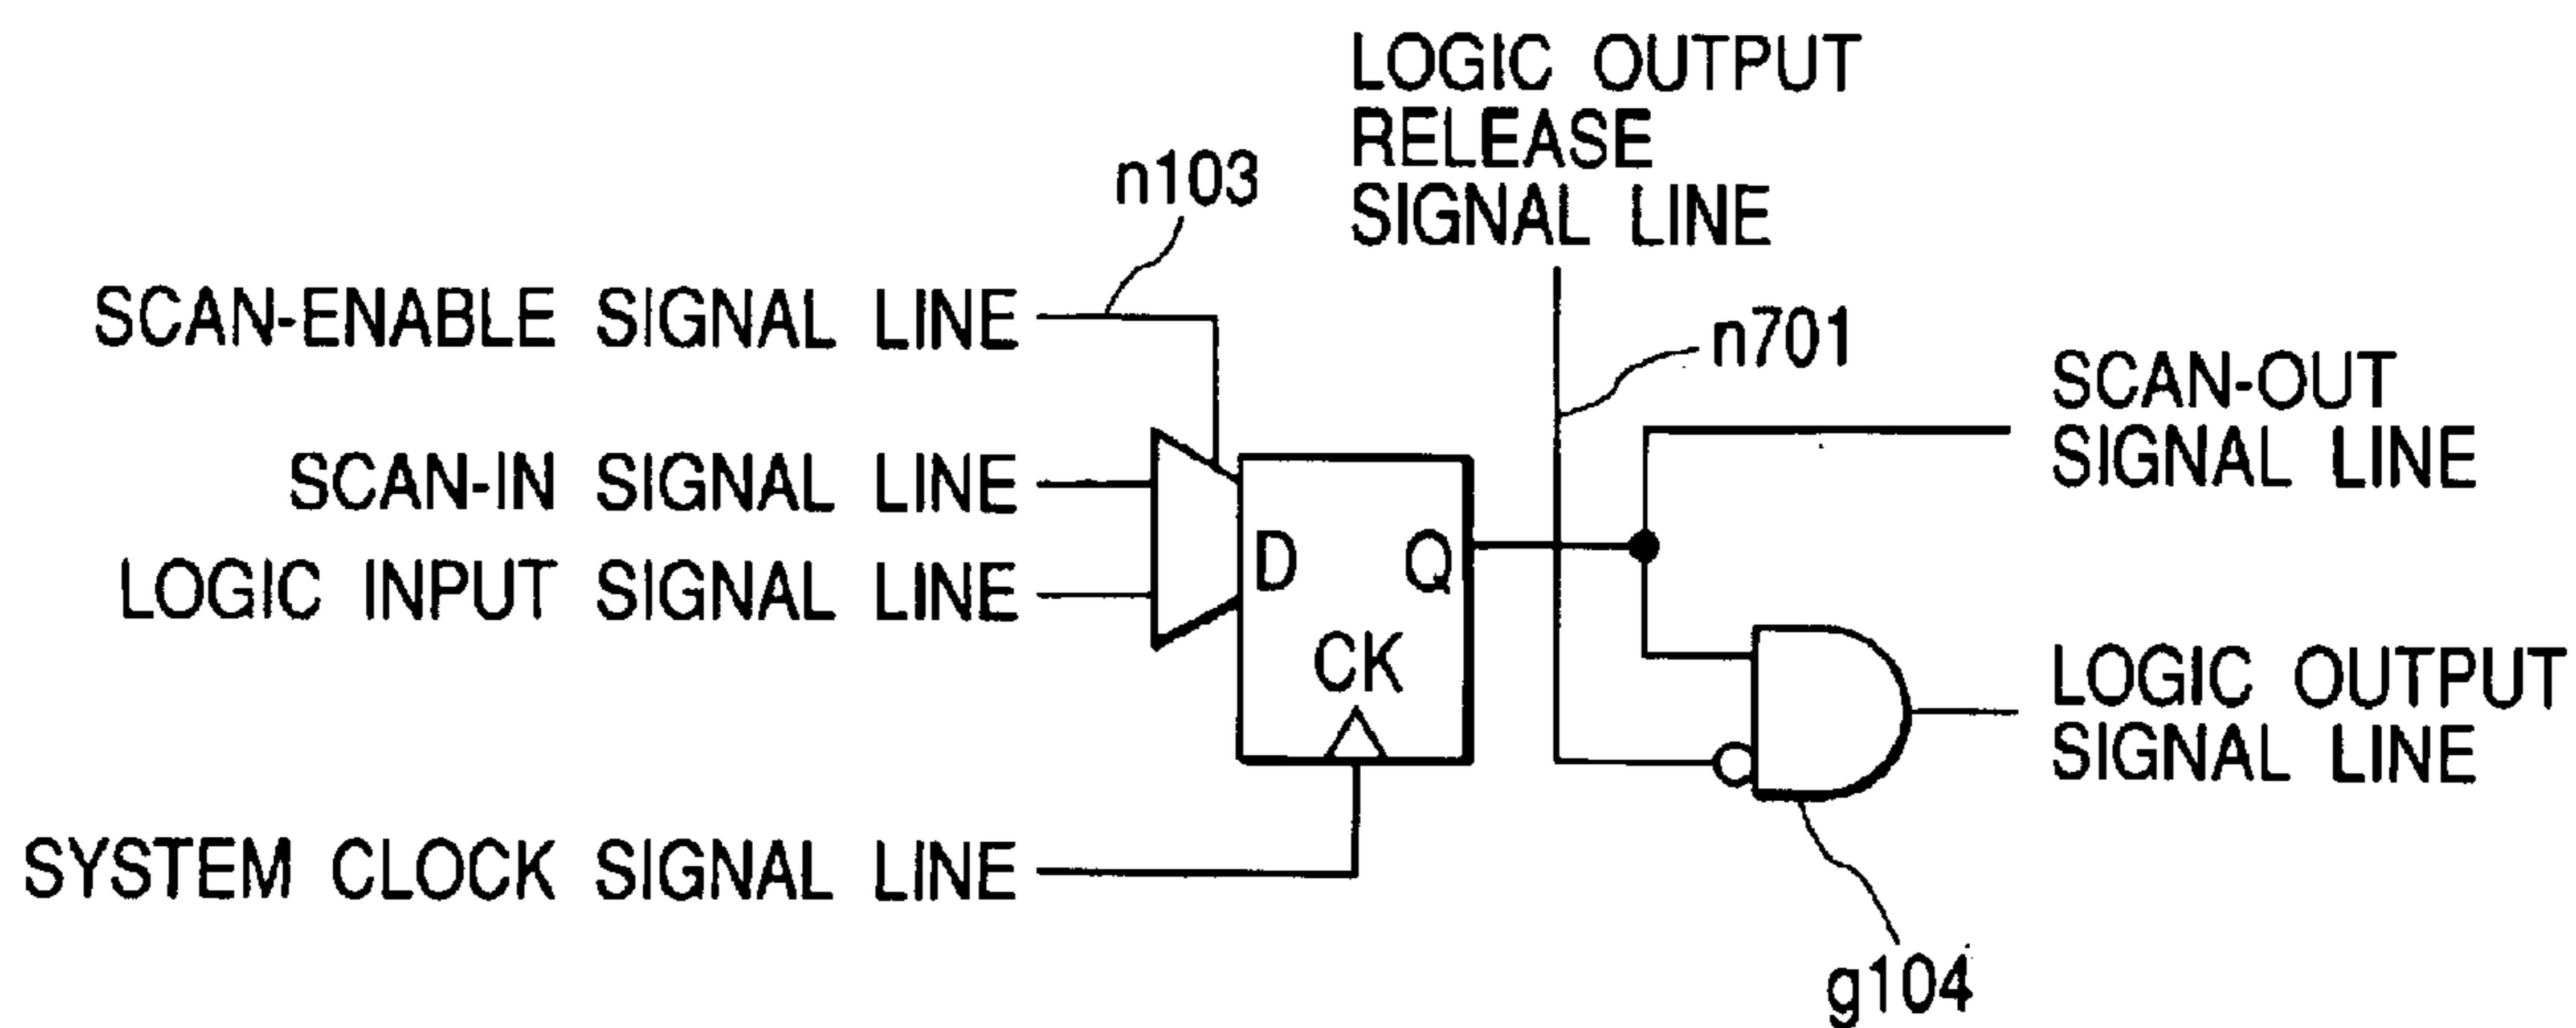 LOGIC OUTPUT
RELEASE
SIGNAL LINE
n103
SCAN-ENABLE SIGNAL LINE
n701
SCAN-OUT
SIGNAL LINE
SCAN-IN SIGNAL LINE
LOGIC INPUT SIGNAL LINE
D Q
CK
LOGIC OUTPUT
SIGNAL LINE
SYSTEM CLOCK SIGNAL LINE
g104